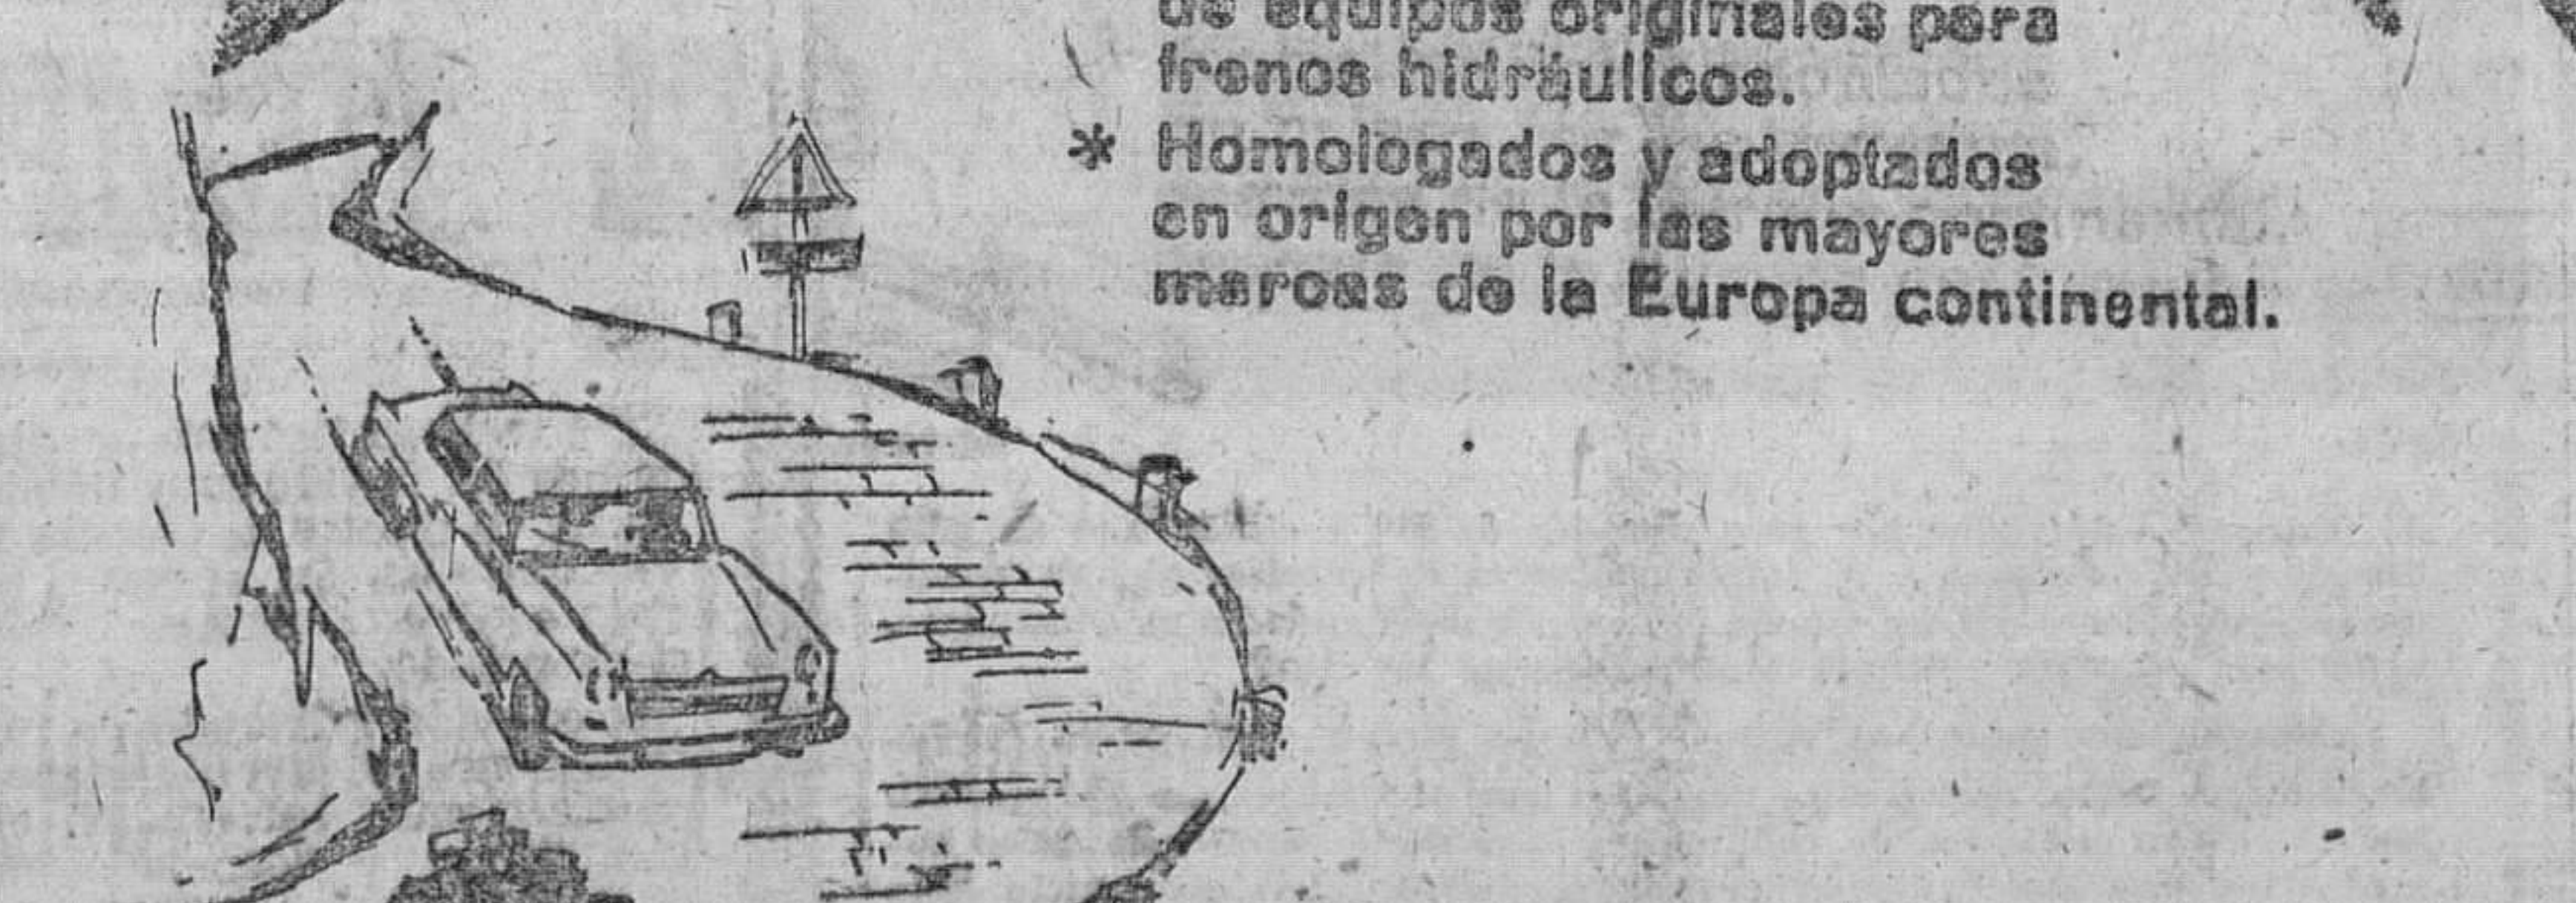 de equipos originales para
frenos hidráulicos.
* Homologados y adoptados
en origen por las mayores
marcas de la Europa continental.